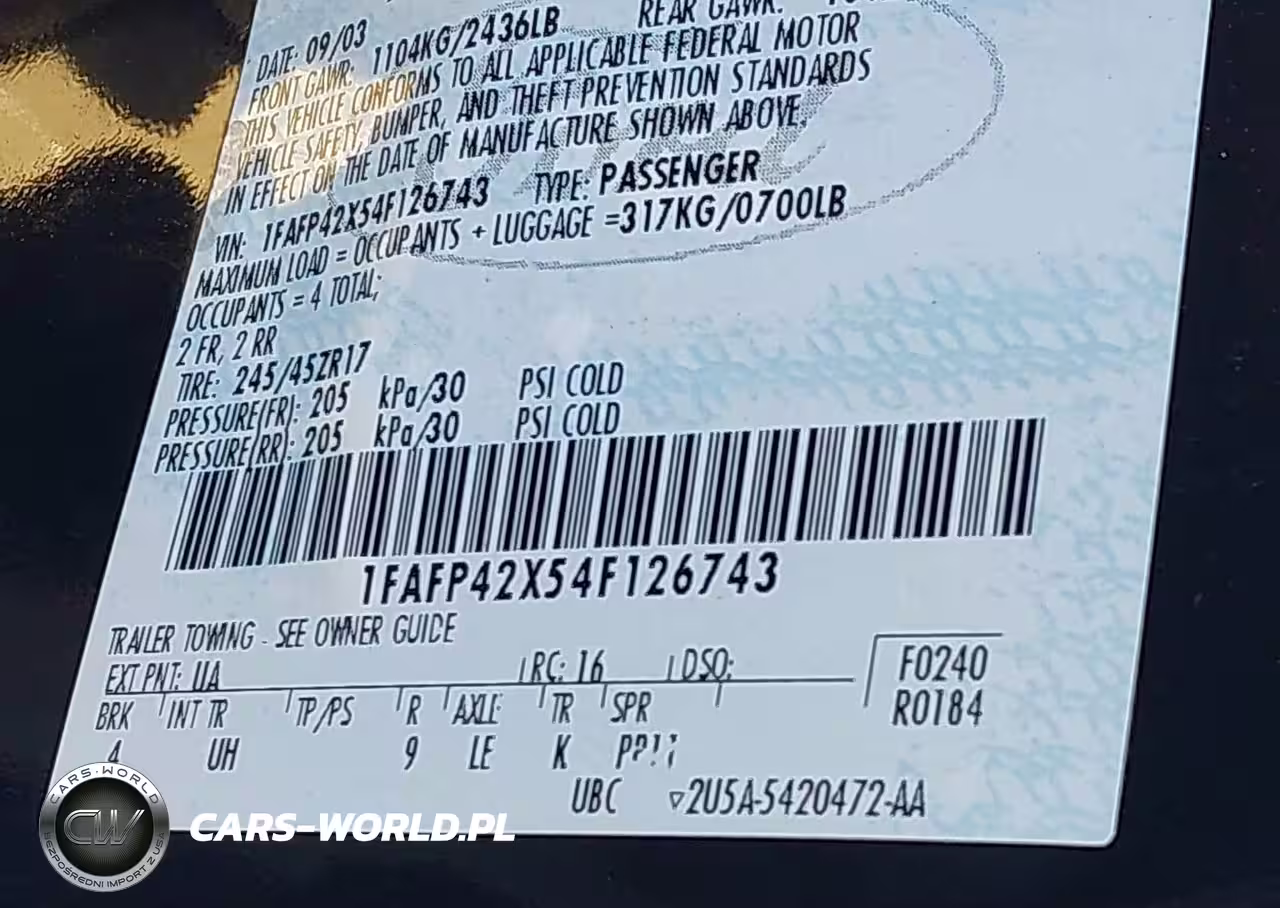 DATE: 09/03
FRONT GAWR: 1104KG/2436LB REAR GAWR:
THIS VEHICLE CONFORMS TO ALL APPLICABLE FEDERAL MOTOR
VEHICLE SAFETY, BUMPER, AND THEFT PREVENTION STANDARDS
IN EFFECT ON THE DATE OF MANUFACTURE SHOWN ABOVE.
VIN: 1FAFP42X54F126743 TYPE: PASSENGER
MAXIMUM LOAD = OCCUPANTS + LUGGAGE =317KG/0700LB
OCCUPANTS = 4 TOTAL;
2 FR, 2 RR
TIRE: 245/45ZR17
PRESSURE(FR): 205 kPa/30 PSI COLD
PRESSURE(RR): 205 kPa/30 PSI COLD
1FAFP42X54F126743
TRAILER TOWING - SEE OWNER GUIDE
EXT PNT: UA RC: 16 DSO: F0240
BRK INT TR TP/PS R AXLE TR SPR R0184
4 UH 9 LE K
UBC ▽2U5A-5420472-AA
CARS-WORLD
CW
BEZPOŚREDNI IMPORT Z USA
CARS-WORLD.PL